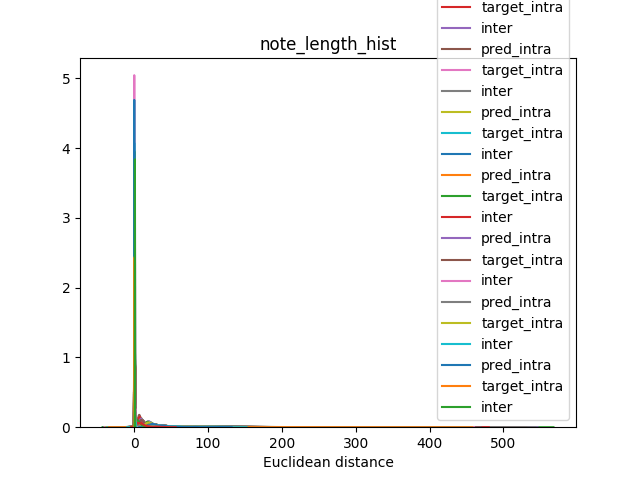 note_length_hist
target_intra
inter
pred_intra
target_intra
inter
pred_intra
target_intra
inter
pred_intra
target_intra
inter
pred_intra
target_intra
inter
pred_intra
target_intra
inter
pred_intra
target_intra
inter
5
4
3
2
1
0
0 100 200 300 400 500
Euclidean distance